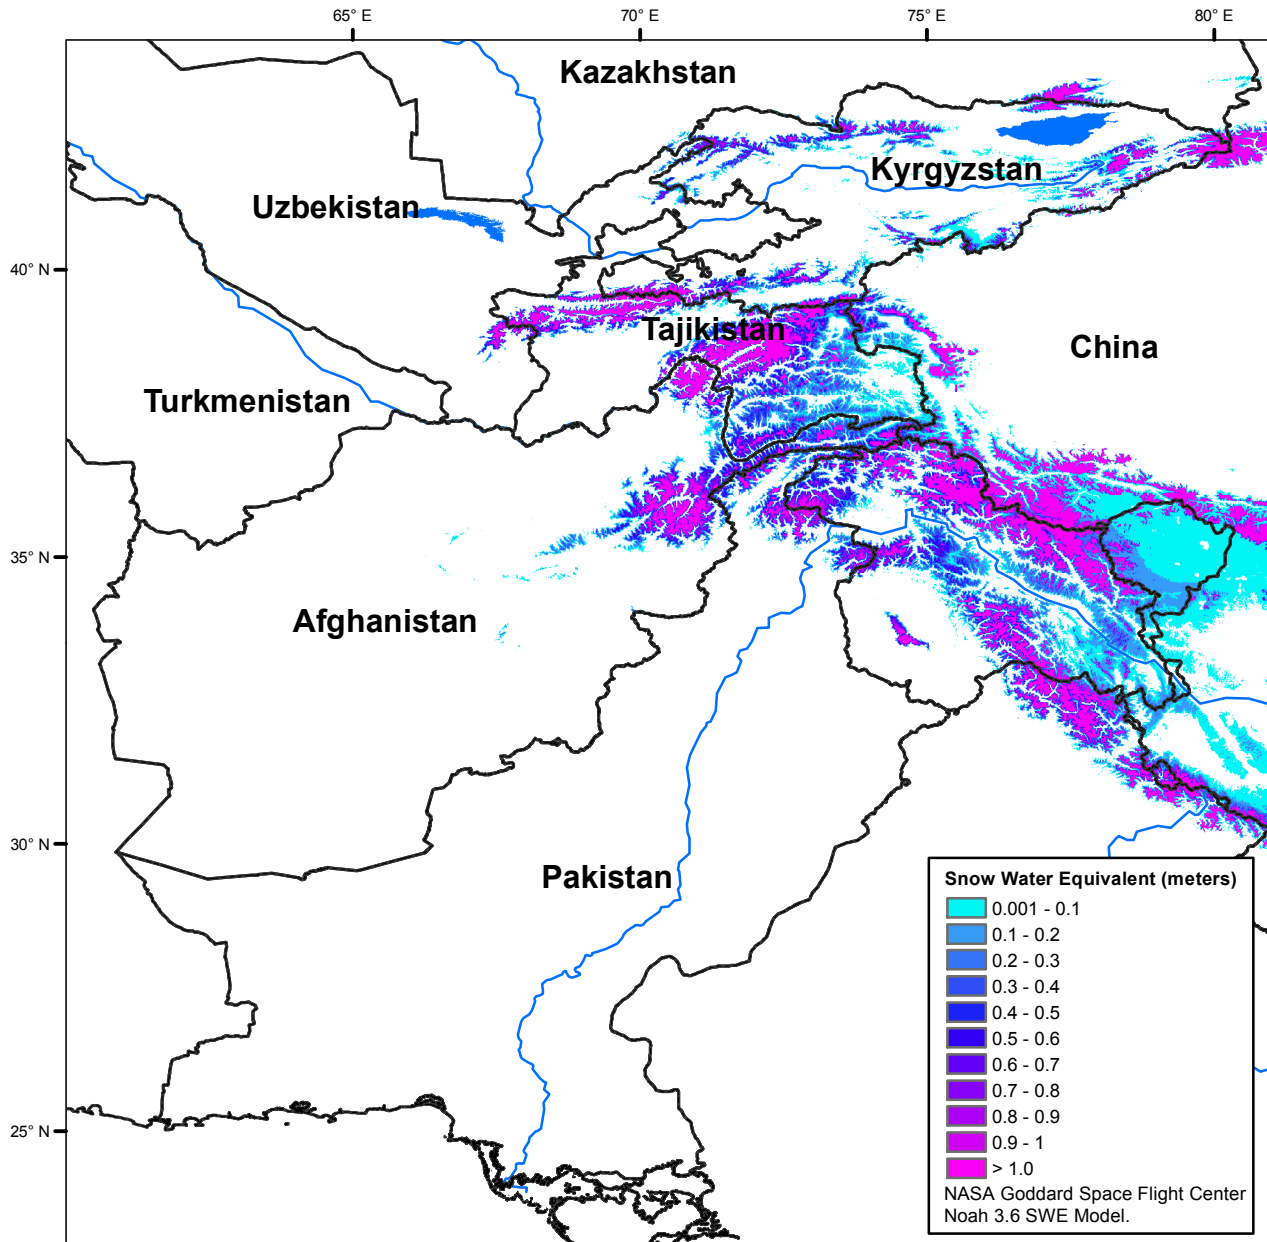 65° E
70° E
75° E
80° E
Kazakhstan
Kyrgyzstan
Uzbekistan
40° N
Tajikistan
China
Turkmenistan
35° N
Afghanistan
30° N
Pakistan
25° N
Snow Water Equivalent (meters)
0.001 - 0.1
0.1 - 0.2
0.2 - 0.3
0.3 - 0.4
0.4 - 0.5
0.5 - 0.6
0.6 - 0.7
0.7 - 0.8
0.8 - 0.9
0.9 - 1
> 1.0
NASA Goddard Space Flight Center
Noah 3.6 SWE Model.